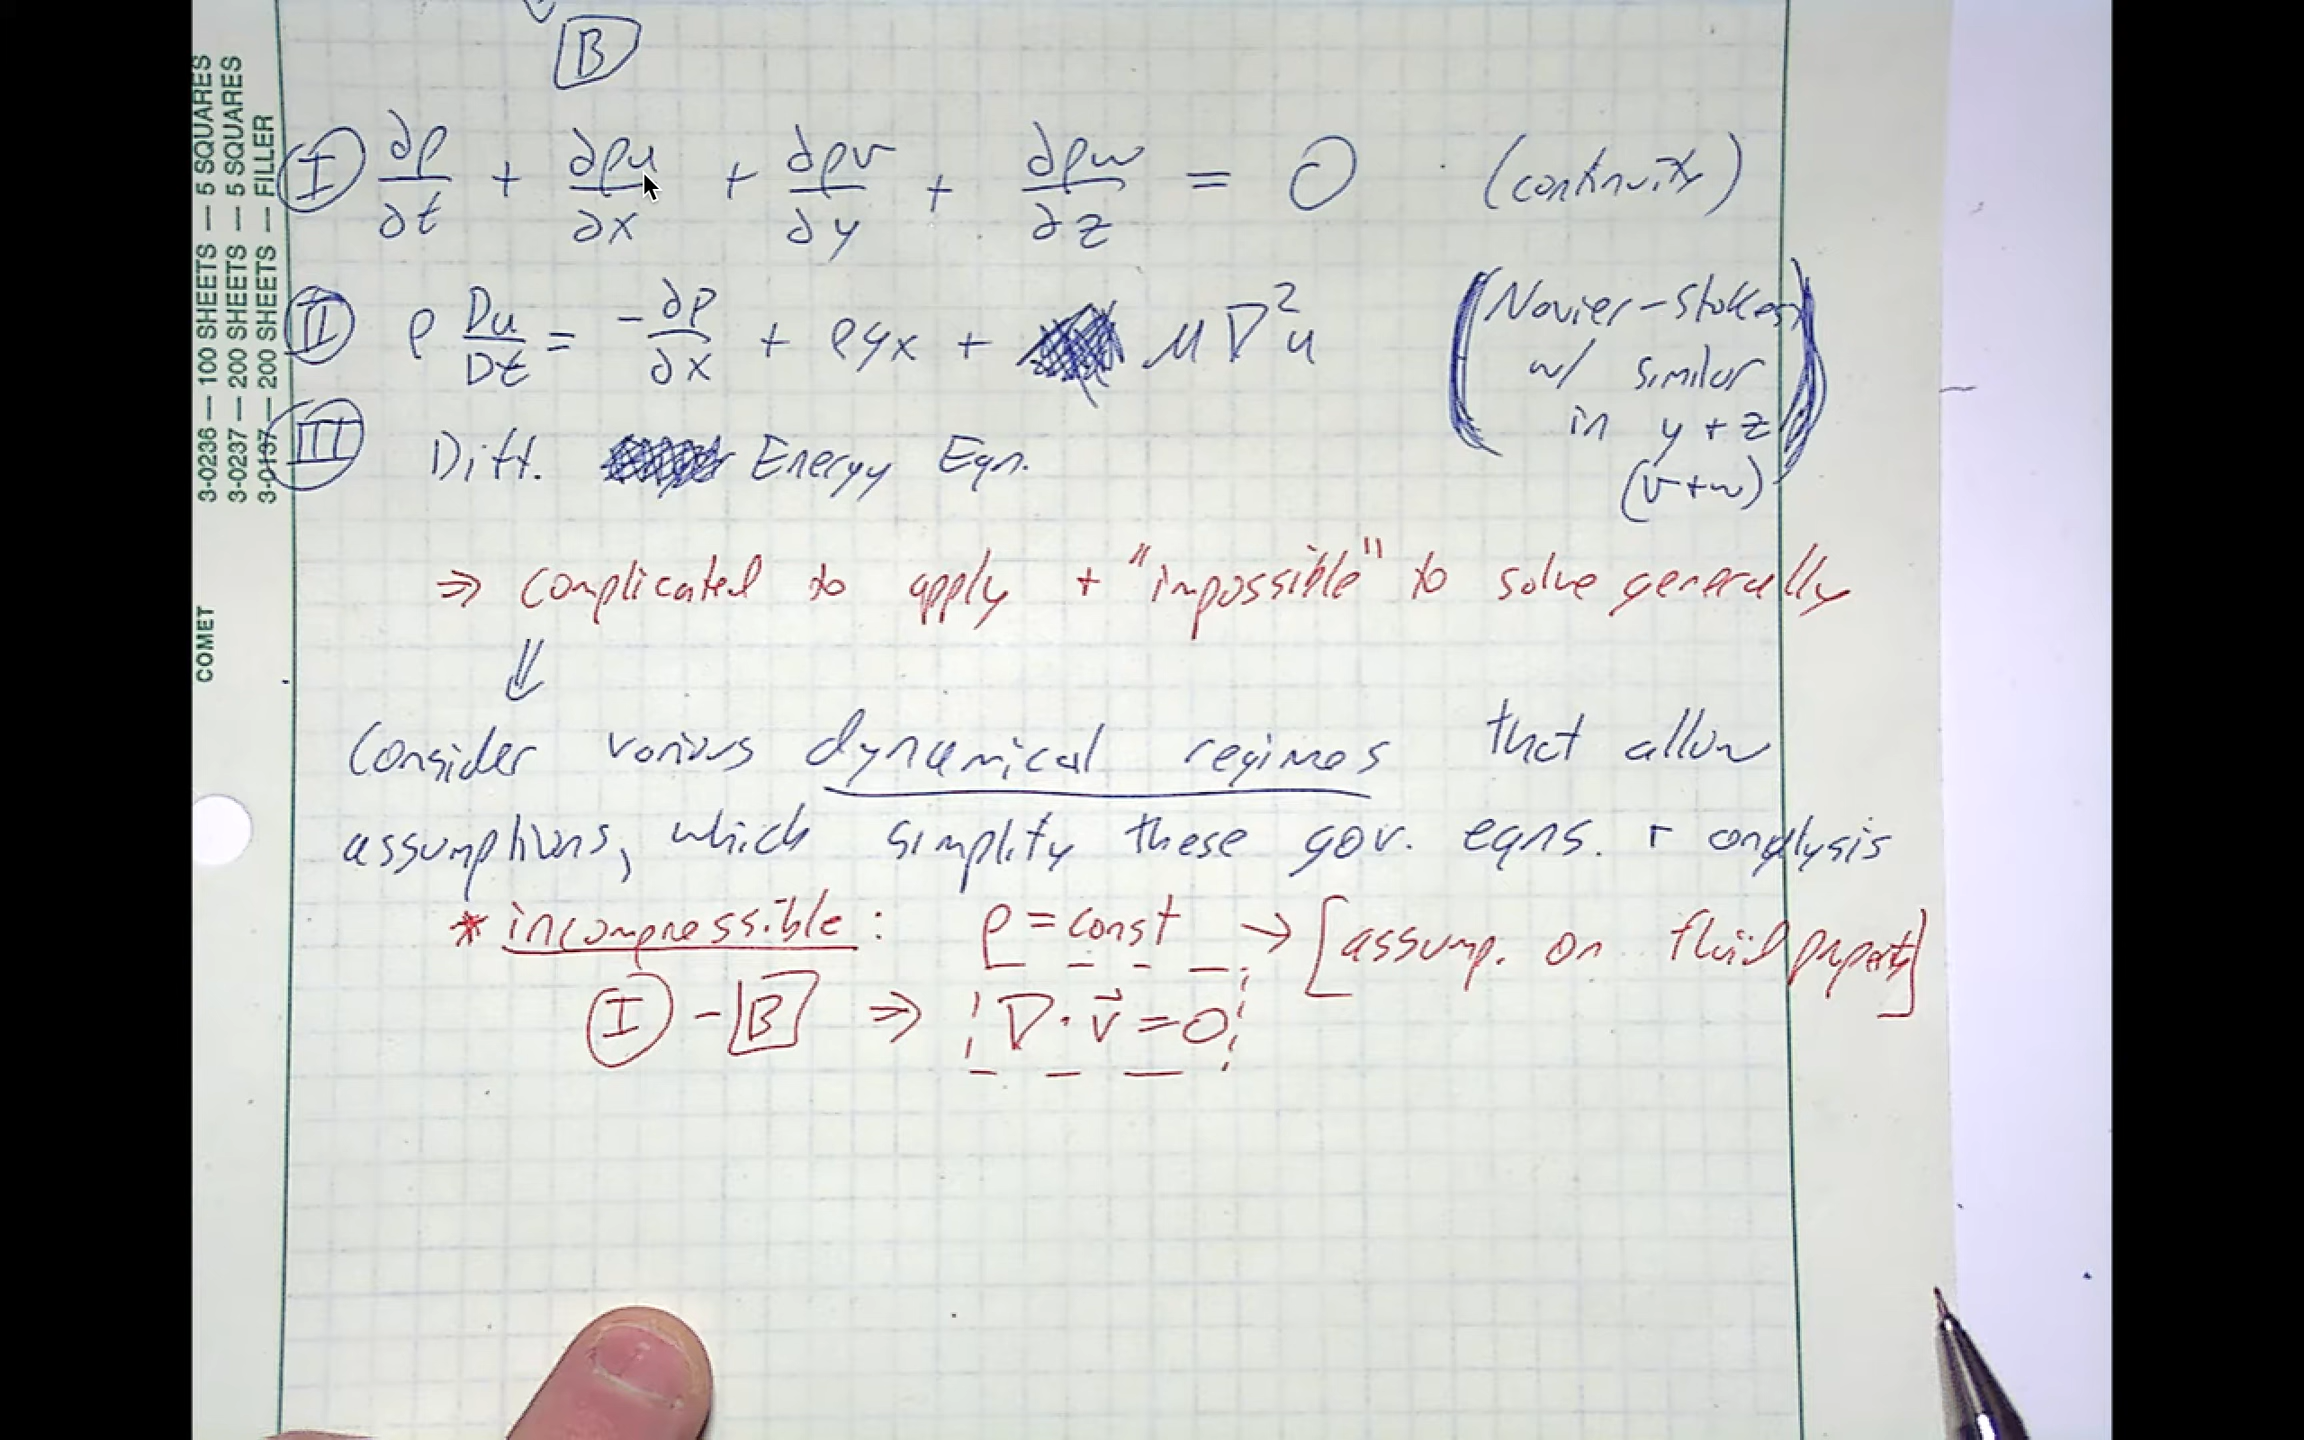 B
I ∂ρ/∂t + ∂ρu/∂x + ∂ρv/∂y + ∂ρw/∂z = 0 (continuity)
II ρ Du/Dt = -∂P/∂x + ρgx + μ∇²u (Navier-Stokes
w/ similar
in y + z
(v+w))
III Diff. Energy Eqn.
⇒ complicated to apply + "impossible" to solve generally
⇓
Consider various dynamical regimes that allow
assumptions, which simplify these gov. eqns. + analysis
* incompressible: ρ = const → [assump. on fluid property]
I - B ⇒ ∇·v⃗ = 0
3-0236 — 100 SHEETS — 5 SQUARES
3-0237 — 200 SHEETS — 5 SQUARES
3-0137 — 200 SHEETS — FILLER
COMET